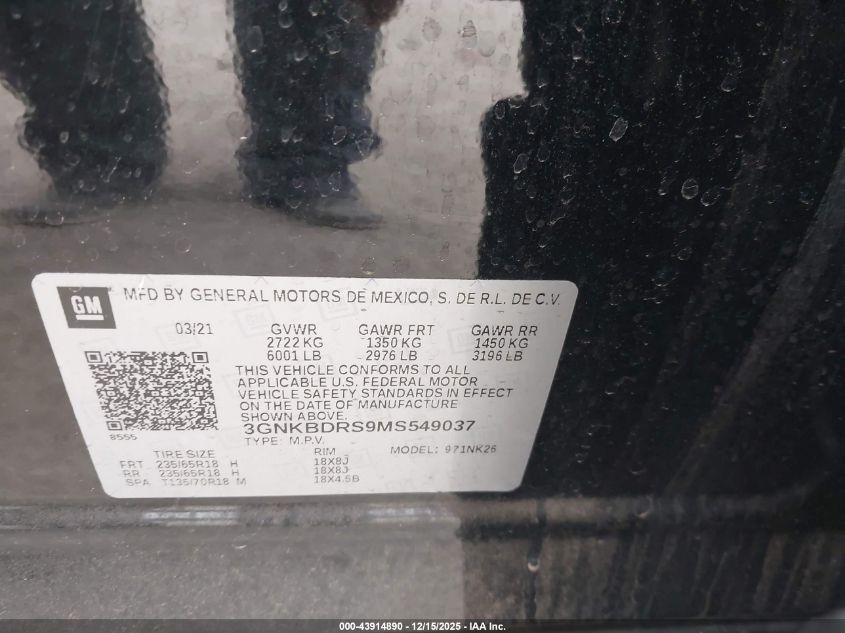 GM
MFD BY GENERAL MOTORS DE MEXICO, S. DE R.L. DE C.V.
03/21 GVWR GAWR FRT GAWR RR
2722 KG 1350 KG 1450 KG
6001 LB 2976 LB 3196 LB
THIS VEHICLE CONFORMS TO ALL
APPLICABLE U.S. FEDERAL MOTOR
VEHICLE SAFETY STANDARDS IN EFFECT
ON THE DATE OF MANUFACTURE
SHOWN ABOVE.
3GNKBDRS9MS549037
8555
TYPE: M.P.V. MODEL: 971NK26
TIRE SIZE RIM
FRT 235/65R18 H 18X8J
RR 235/65R18 H 18X8J
SPA T135/70R18 M 18X4.5B
000-43914890 - 12/15/2025 - IAA Inc.